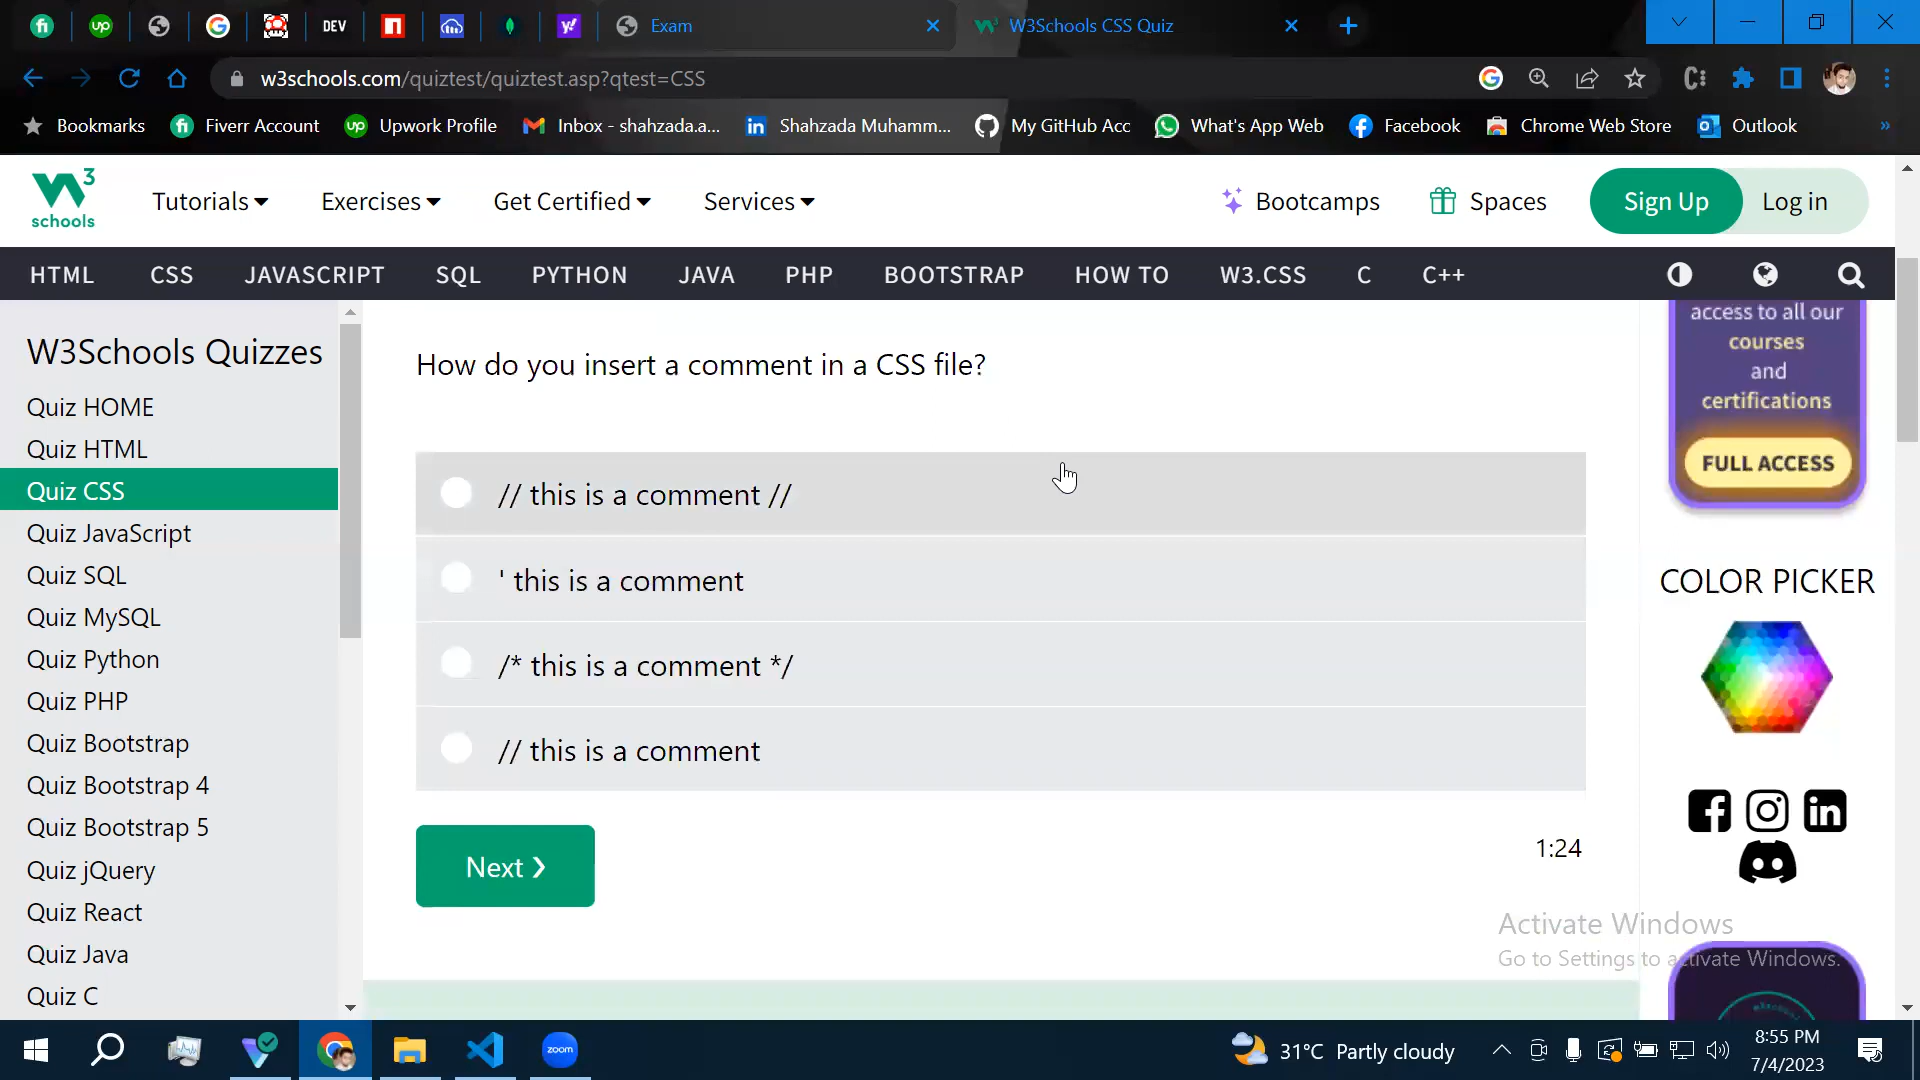 DEV
Exam
W3Schools CSS Quiz
w3schools.com/quiztest/quiztest.asp?qtest=CSS
Bookmarks
Fiverr Account
Upwork Profile
Inbox - shahzada.a...
Shahzada Muhamm...
My GitHub Acc
What's App Web
Facebook
Chrome Web Store
Outlook
W3
schools
Tutorials
Exercises
Get Certified
Services
Bootcamps
Spaces
Sign Up
Log in
HTML CSS JAVASCRIPT SQL PYTHON JAVA PHP BOOTSTRAP HOW TO W3.CSS C C++
W3Schools Quizzes
Quiz HOME
Quiz HTML
Quiz CSS
Quiz JavaScript
Quiz SQL
Quiz MySQL
Quiz Python
Quiz PHP
Quiz Bootstrap
Quiz Bootstrap 4
Quiz Bootstrap 5
Quiz jQuery
Quiz React
Quiz Java
Quiz C
How do you insert a comment in a CSS file?
// this is a comment //
' this is a comment
/* this is a comment */
// this is a comment
Next ❯
1:24
access to all our
courses
and
certifications
FULL ACCESS
COLOR PICKER
Activate Windows
Go to Settings to activate Windows.
zoom
31°C Partly cloudy
8:55 PM
7/4/2023